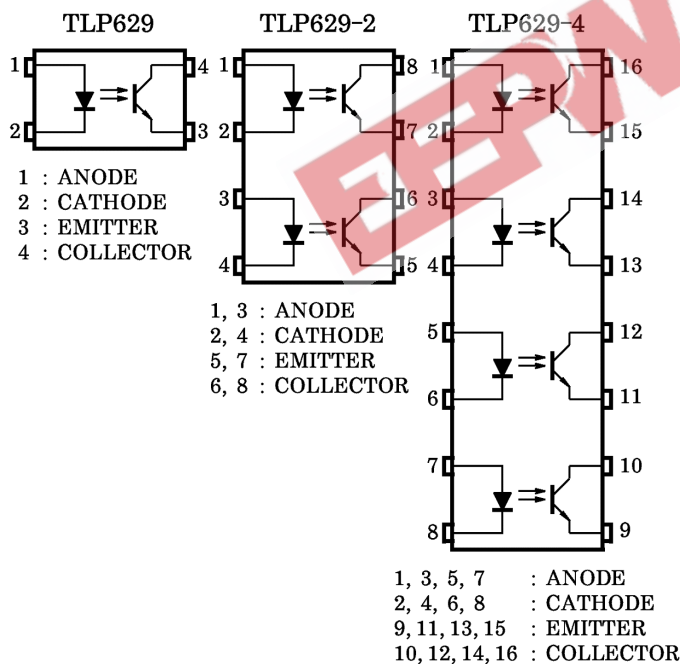 TLP629
1
2
4
3
1 : ANODE
2 : CATHODE
3 : EMITTER
4 : COLLECTOR
TLP629-2
1
2
3
4
8
7
6
5
1, 3 : ANODE
2, 4 : CATHODE
5, 7 : EMITTER
6, 8 : COLLECTOR
TLP629-4
1
2
3
4
5
6
7
8
16
15
14
13
12
11
10
9
1, 3, 5, 7 : ANODE
2, 4, 6, 8 : CATHODE
9, 11, 13, 15 : EMITTER
10, 12, 14, 16 : COLLECTOR
EEPW